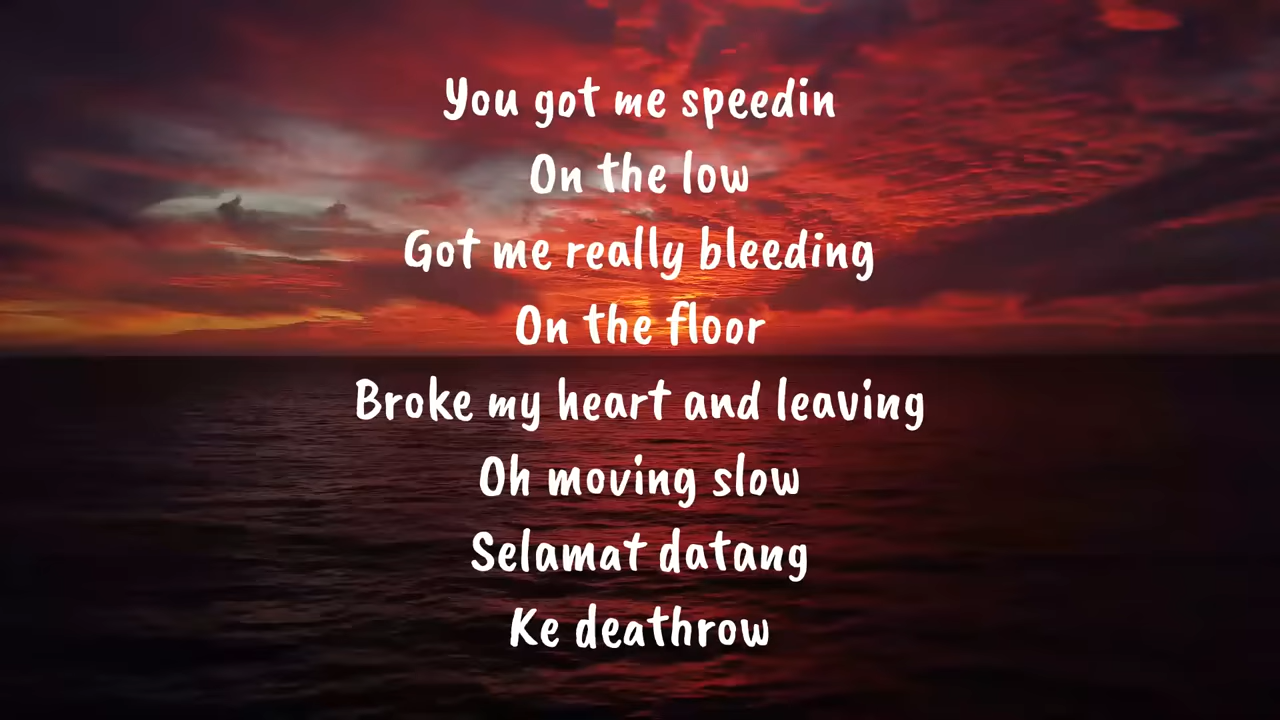 You got me speedin
On the low
Got me really bleeding
On the floor
Broke my heart and leaving
Oh moving slow
Selamat datang
Ke deathrow